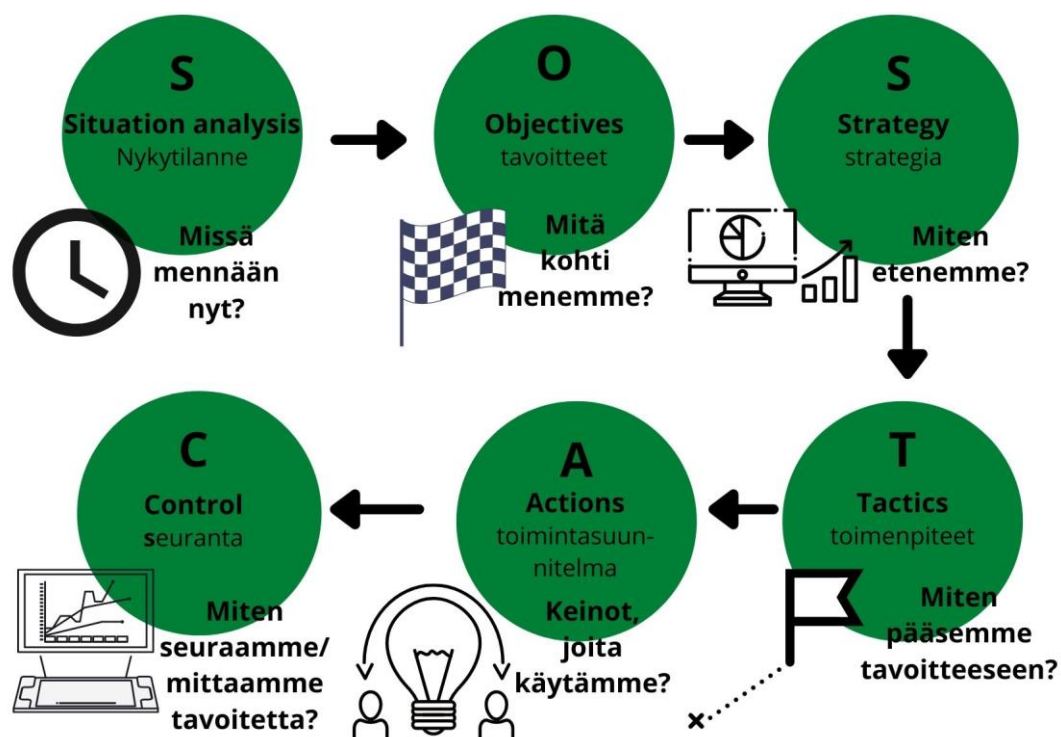 S
Situation analysis
Nykytilanne
Missä
mennään
nyt?
O
Objectives
tavoitteet
Mitä
kohti
menemme?
S
Strategy
strategia
Miten
etenemme?
T
Tactics
toimenpiteet
Miten
pääsemme
tavoitteeseen?
A
Actions
toimintasuun-
nitelma
Keinot,
joita
käytämme?
C
Control
seuranta
Miten
seuraamme/
mittaamme
tavoitetta?